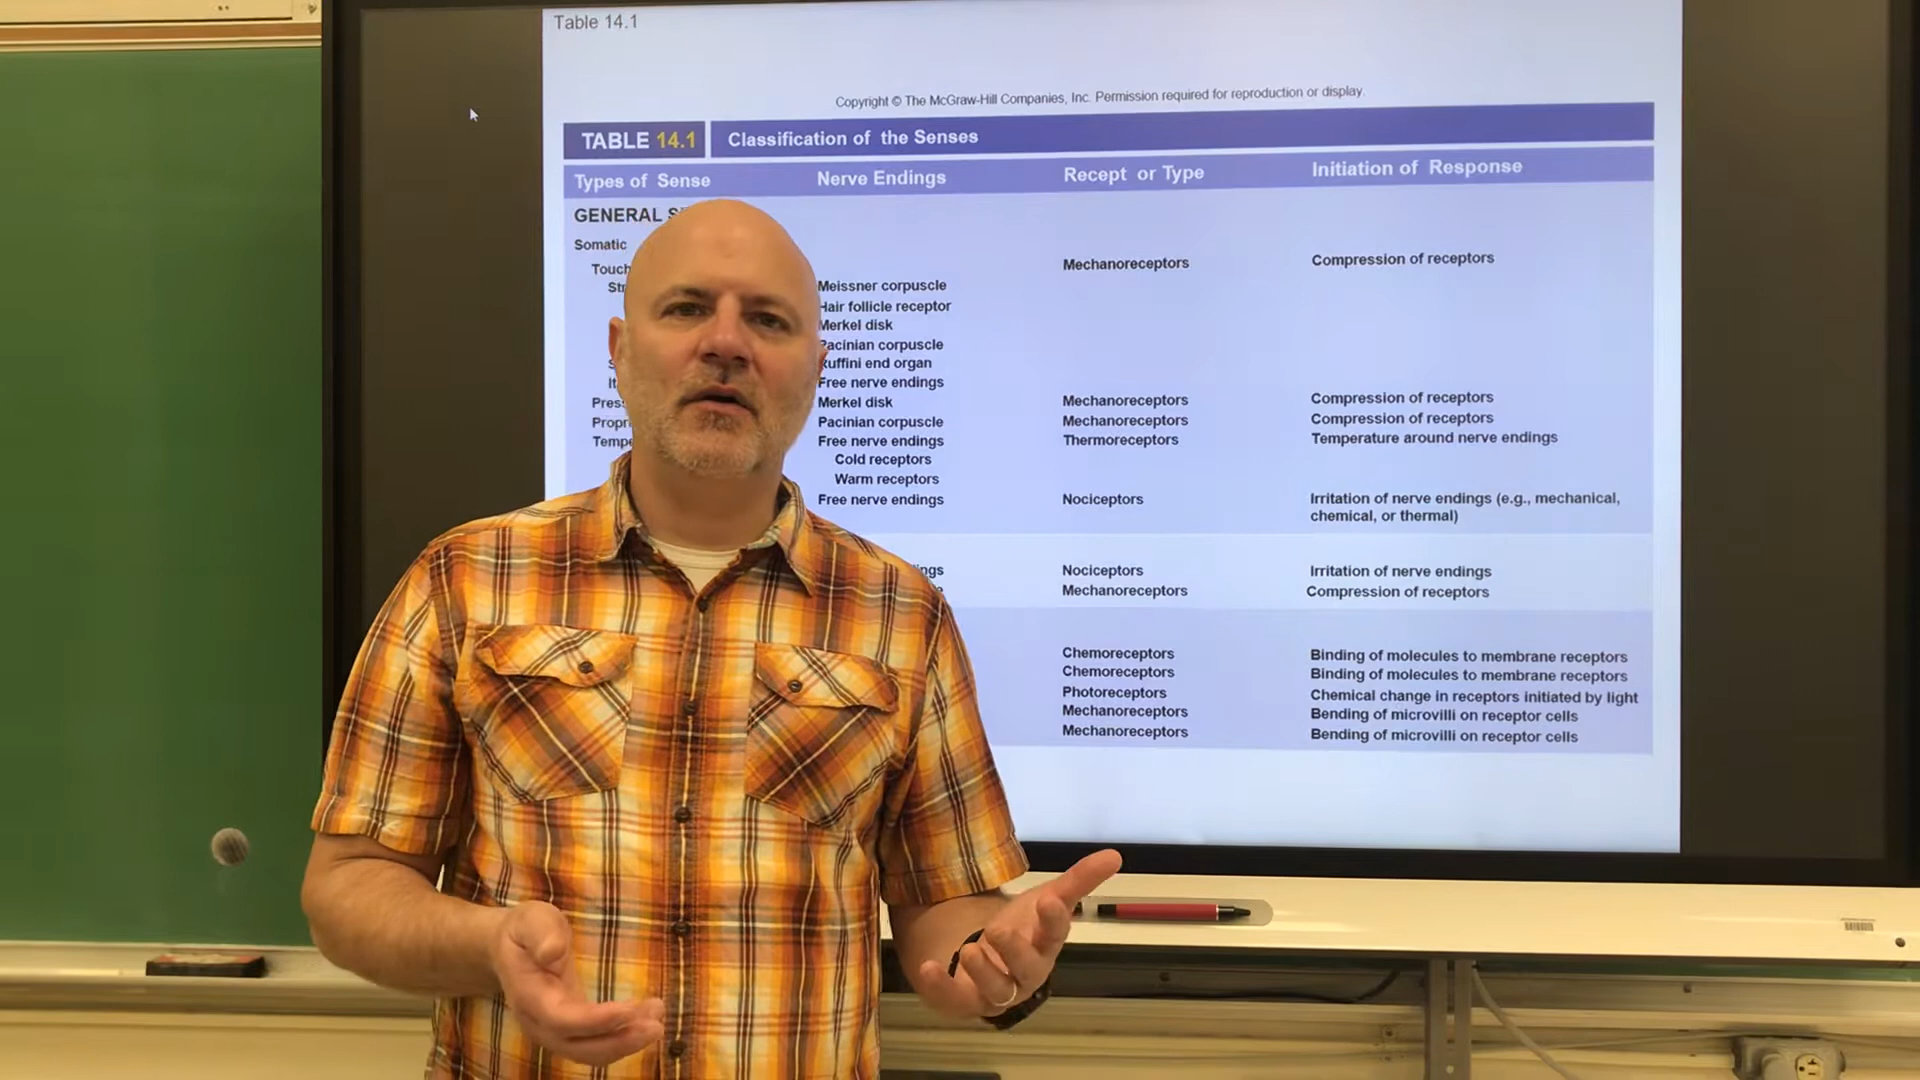 Table 14.1
Copyright © The McGraw-Hill Companies, Inc. Permission required for reproduction or display.
TABLE 14.1 Classification of the Senses
Types of Sense Nerve Endings Recept or Type Initiation of Response
GENERAL
Somatic
Touch Mechanoreceptors Compression of receptors
Meissner corpuscle
Hair follicle receptor
Merkel disk
Pacinian corpuscle
Ruffini end organ
Free nerve endings
Merkel disk Mechanoreceptors Compression of receptors
Pacinian corpuscle Mechanoreceptors Compression of receptors
Free nerve endings Thermoreceptors Temperature around nerve endings
Cold receptors
Warm receptors
Free nerve endings Nociceptors Irritation of nerve endings (e.g., mechanical,
chemical, or thermal)
Nociceptors Irritation of nerve endings
Mechanoreceptors Compression of receptors
Chemoreceptors Binding of molecules to membrane receptors
Chemoreceptors Binding of molecules to membrane receptors
Photoreceptors Chemical change in receptors initiated by light
Mechanoreceptors Bending of microvilli on receptor cells
Mechanoreceptors Bending of microvilli on receptor cells